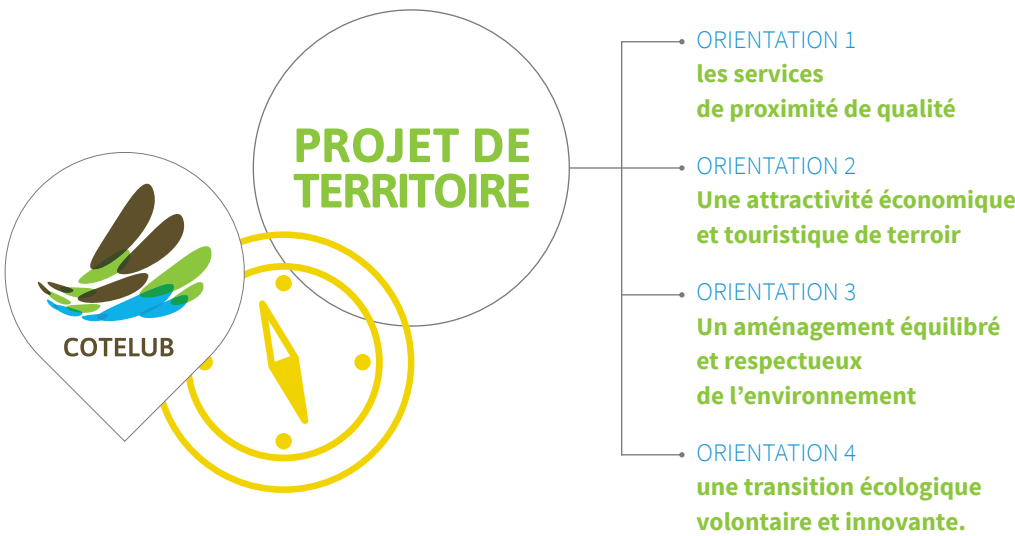 PROJET DE
TERRITOIRE
COTELUB
ORIENTATION 1
les services
de proximité de qualité
ORIENTATION 2
Une attractivité économique
et touristique de terroir
ORIENTATION 3
Un aménagement équilibré
et respectueux
de l’environnement
ORIENTATION 4
une transition écologique
volontaire et innovante.